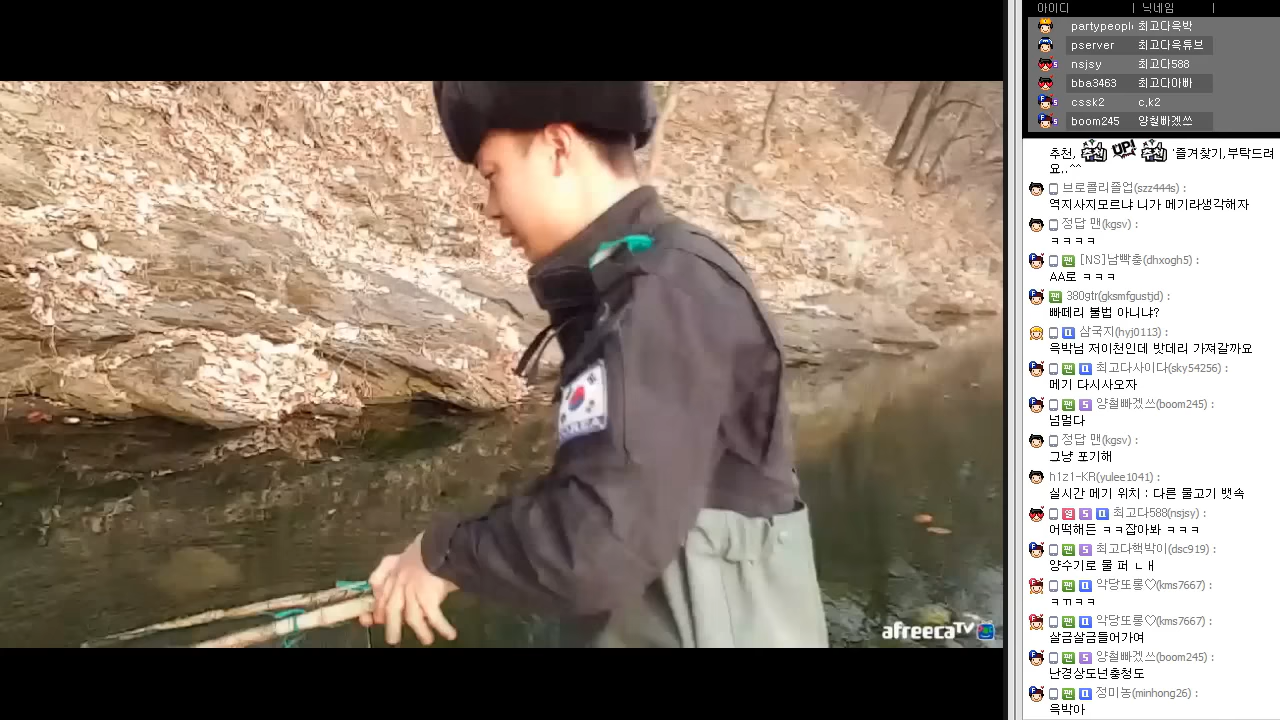 아이디 | 닉네임 |
partypeopl 최고다윽박
pserver 최고다윽튜브
nsjsy 최고다588
bba3463 최고다아빠
cssk2 c,k2
boom245 양철빠겠쓰
추천, UP! '즐겨찾기,부탁드려
요..^^
브로콜리줄업(szz444s) :
역지사지모르냐 니가 메기라생각해자
정답 맨(kgsv) :
ㅋㅋㅋㅋ
[NS]남빡충(dhxogh5) :
AA로 ㅋㅋㅋ
380gtr(gksmfgustjd) :
빠떼리 불법 아니냐?
삼국지(hyj0113) :
윽박님 저이천인데 밧데리 가져갈까요
최고다사이다(sky54256) :
메기 다시사오자
양철빠겠쓰(boom245) :
넘멀다
정답 맨(kgsv) :
그냥 포기해
h1z1-KR(yulee1041) :
실시간 메기 위치 : 다른 물고기 뱃속
최고다588(nsjsy) :
어떡해든 ㅋㅋ잡아봐 ㅋㅋㅋ
최고다핵박이(dsc919) :
양수기로 물 퍼 ㄴㅐ
악당또롱♡(kms7667) :
ㅋㄲㅋㅋ
악당또롱♡(kms7667) :
살금살금들어가여
양철빠겠쓰(boom245) :
난경상도넌충청도
정미농(minhong26) :
윽박아
afreecaTV